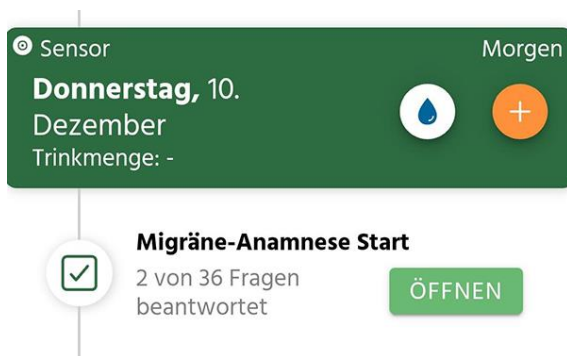 Sensor
Morgen
Donnerstag, 10.
Dezember
Trinkmenge: -
Migräne-Anamnese Start
2 von 36 Fragen
beantwortet
ÖFFNEN